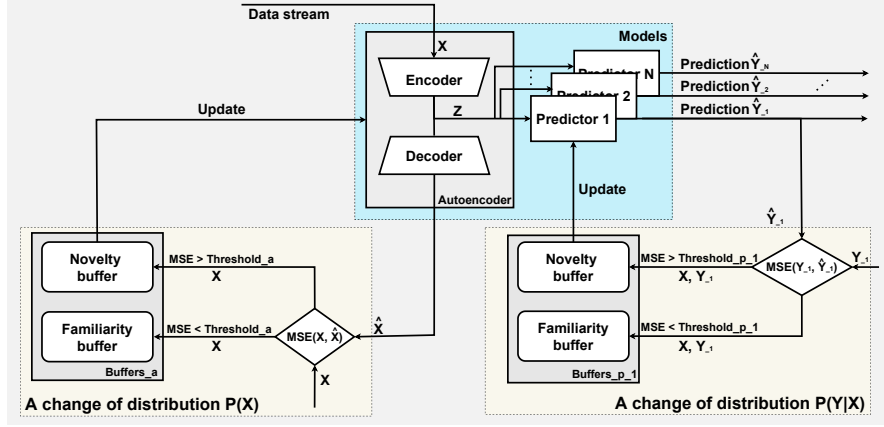 Data stream
Models
X
Encoder
Z
Decoder
Autoencoder
Predictor N
Predictor 2
Predictor 1
Prediction Ŷ_N
Prediction Ŷ_2
Prediction Ŷ_1
Update
Update
Ŷ_1
Novelty
buffer
MSE > Threshold_a
X
Familiarity
buffer
MSE < Threshold_a
X
MSE(X, X̂)
X̂
X
Buffers_a
A change of distribution P(X)
Novelty
buffer
MSE > Threshold_p_1
X, Y_1
Familiarity
buffer
MSE < Threshold_p_1
X, Y_1
MSE(Y_1, Ŷ_1)
Y_1
Buffers_p_1
A change of distribution P(Y|X)